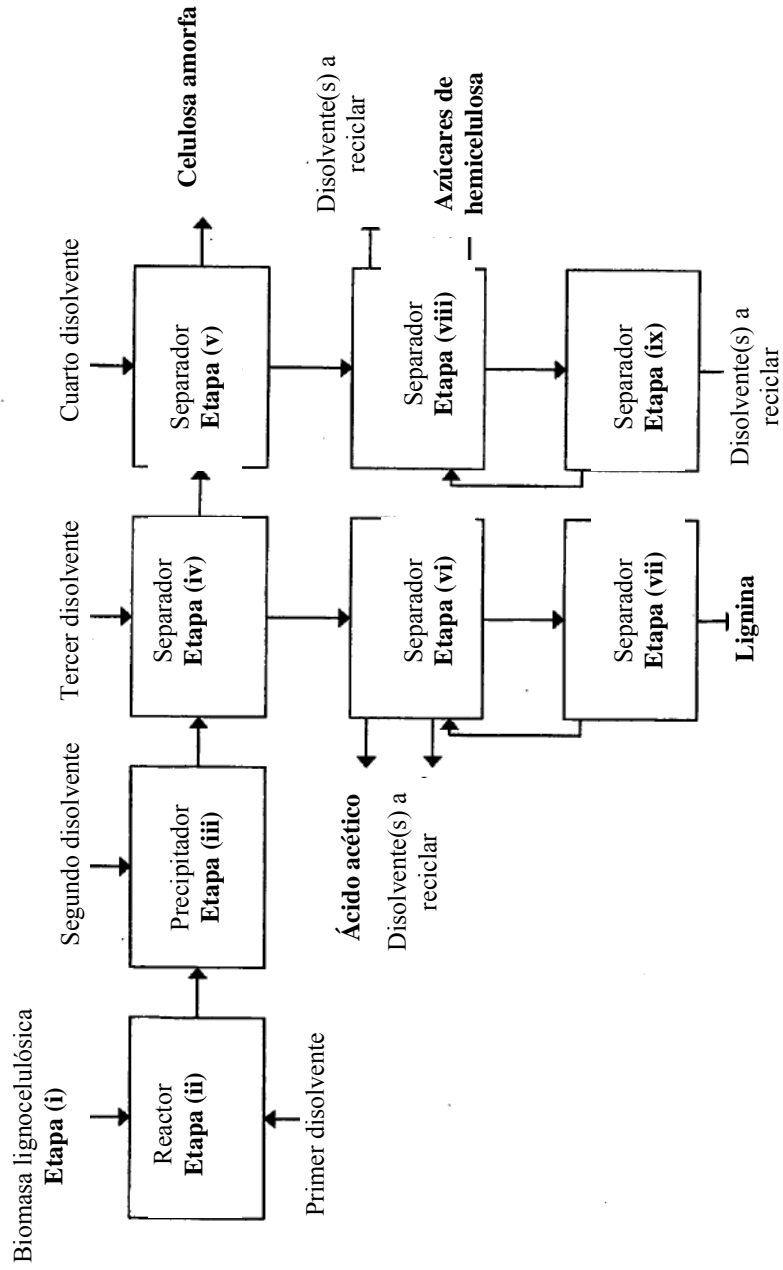 Biomasa lignocelulósica
Etapa (i)
Reactor
Etapa (ii)
Primer disolvente
Segundo disolvente
Precipitador
Etapa (iii)
Tercer disolvente
Separador
Etapa (iv)
Cuarto disolvente
Separador
Etapa (v)
Celulosa amorfa
Ácido acético
Disolvente(s) a
reciclar
Separador
Etapa (vi)
Separador
Etapa (viii)
Disolvente(s) a
reciclar
Azúcares de
hemicelulosa
Separador
Etapa (vii)
Lignina
Separador
Etapa (ix)
Disolvente(s) a
reciclar